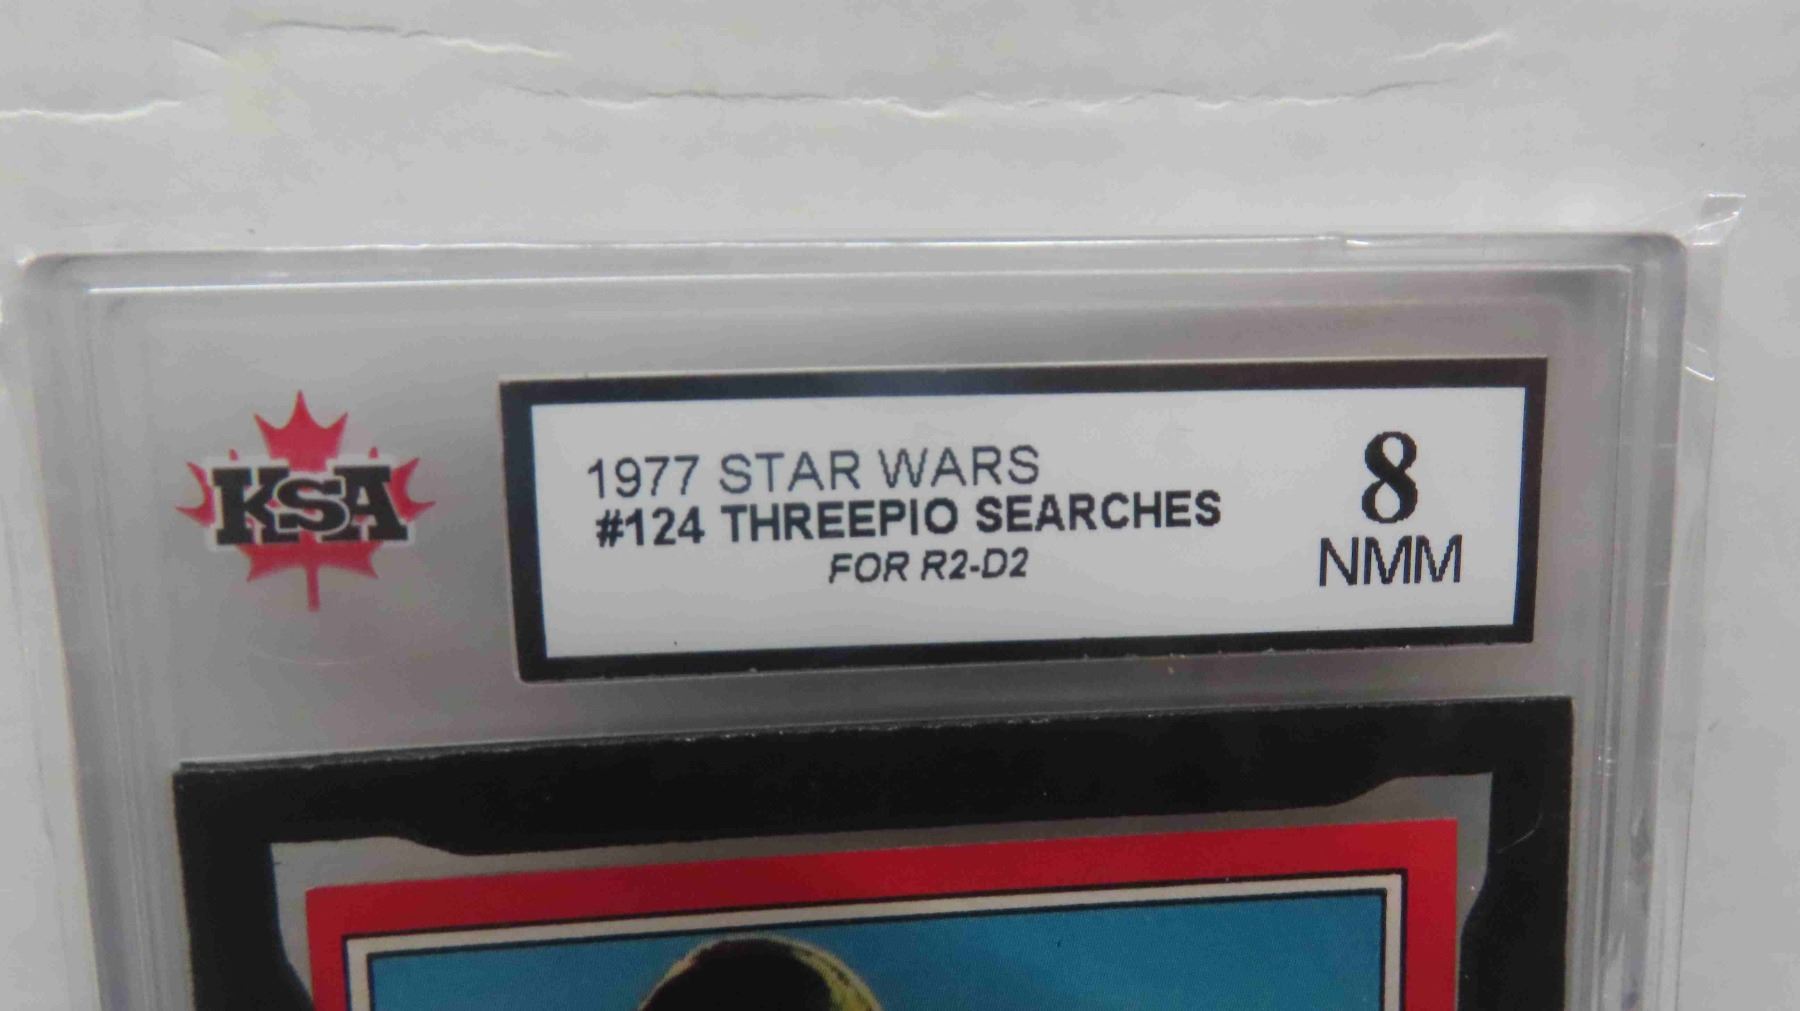 KSA
1977 STAR WARS
#124 THREEPIO SEARCHES
FOR R2-D2
8
NMM